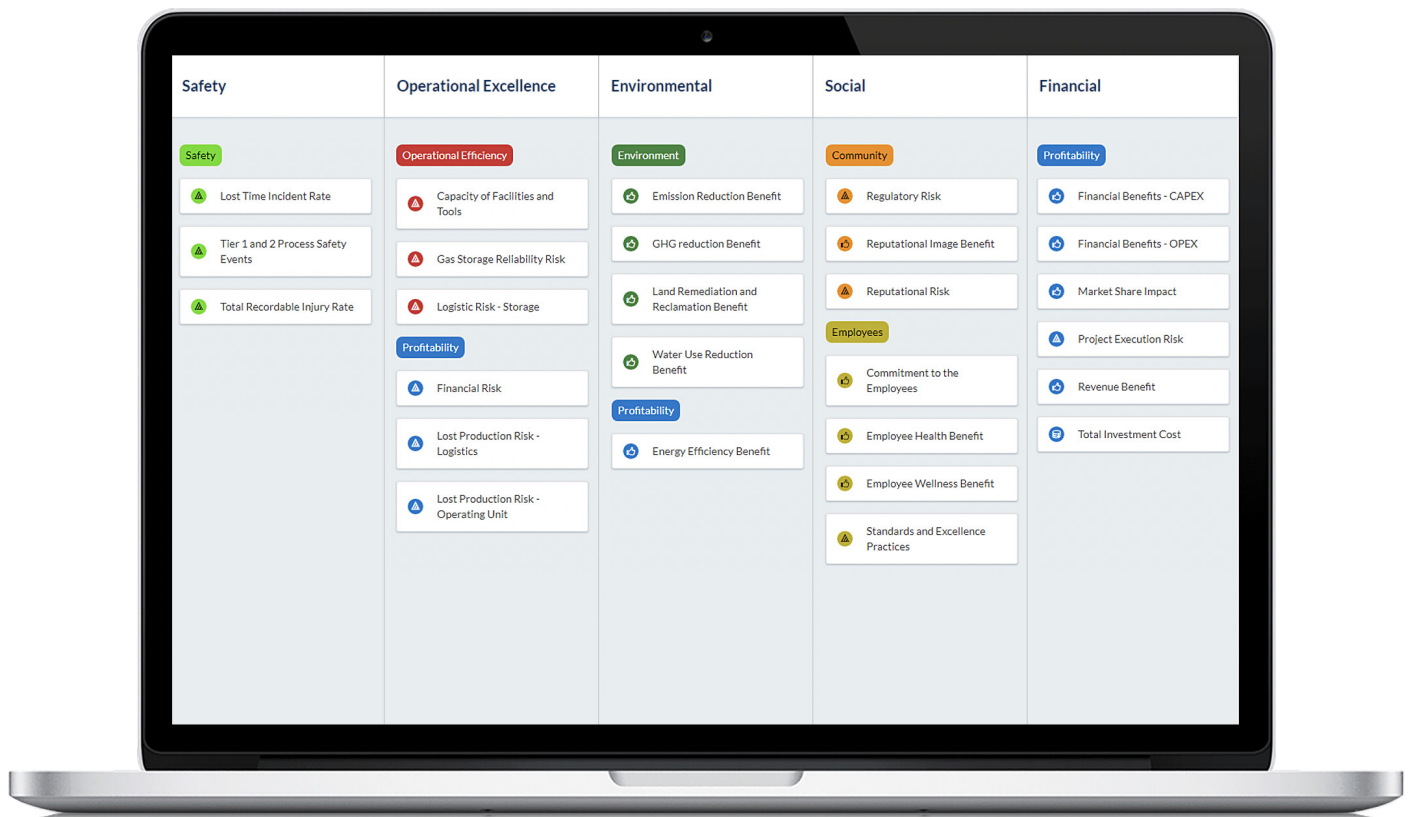 Safety
Operational Excellence
Environmental
Social
Financial
Safety
Lost Time Incident Rate
Tier 1 and 2 Process Safety
Events
Total Recordable Injury Rate
Operational Efficiency
Capacity of Facilities and
Tools
Gas Storage Reliability Risk
Logistic Risk - Storage
Profitability
Financial Risk
Lost Production Risk -
Logistics
Lost Production Risk -
Operating Unit
Environment
Emission Reduction Benefit
GHG reduction Benefit
Land Remediation and
Reclamation Benefit
Water Use Reduction
Benefit
Profitability
Energy Efficiency Benefit
Community
Regulatory Risk
Reputational Image Benefit
Reputational Risk
Employees
Commitment to the
Employees
Employee Health Benefit
Employee Wellness Benefit
Standards and Excellence
Practices
Profitability
Financial Benefits - CAPEX
Financial Benefits - OPEX
Market Share Impact
Project Execution Risk
Revenue Benefit
Total Investment Cost